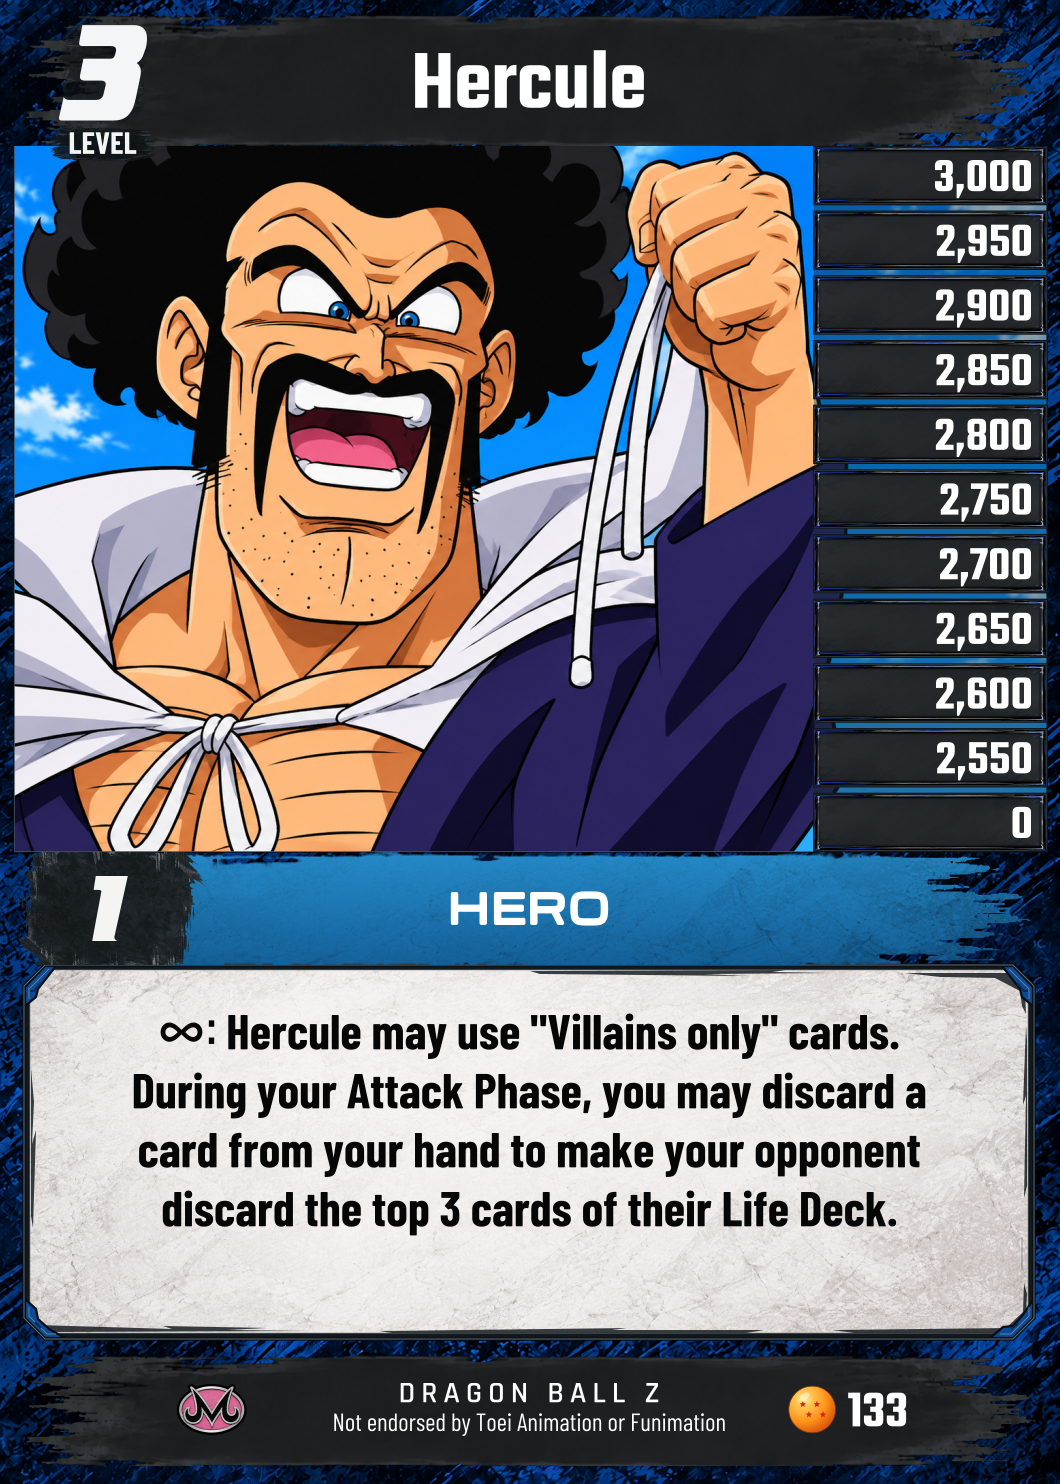 3
LEVEL
Hercule
3,000
2,950
2,900
2,850
2,800
2,750
2,700
2,650
2,600
2,550
0
1
HERO
∞: Hercule may use "Villains only" cards.
During your Attack Phase, you may discard a
card from your hand to make your opponent
discard the top 3 cards of their Life Deck.
DRAGON BALL Z
Not endorsed by Toei Animation or Funimation
133